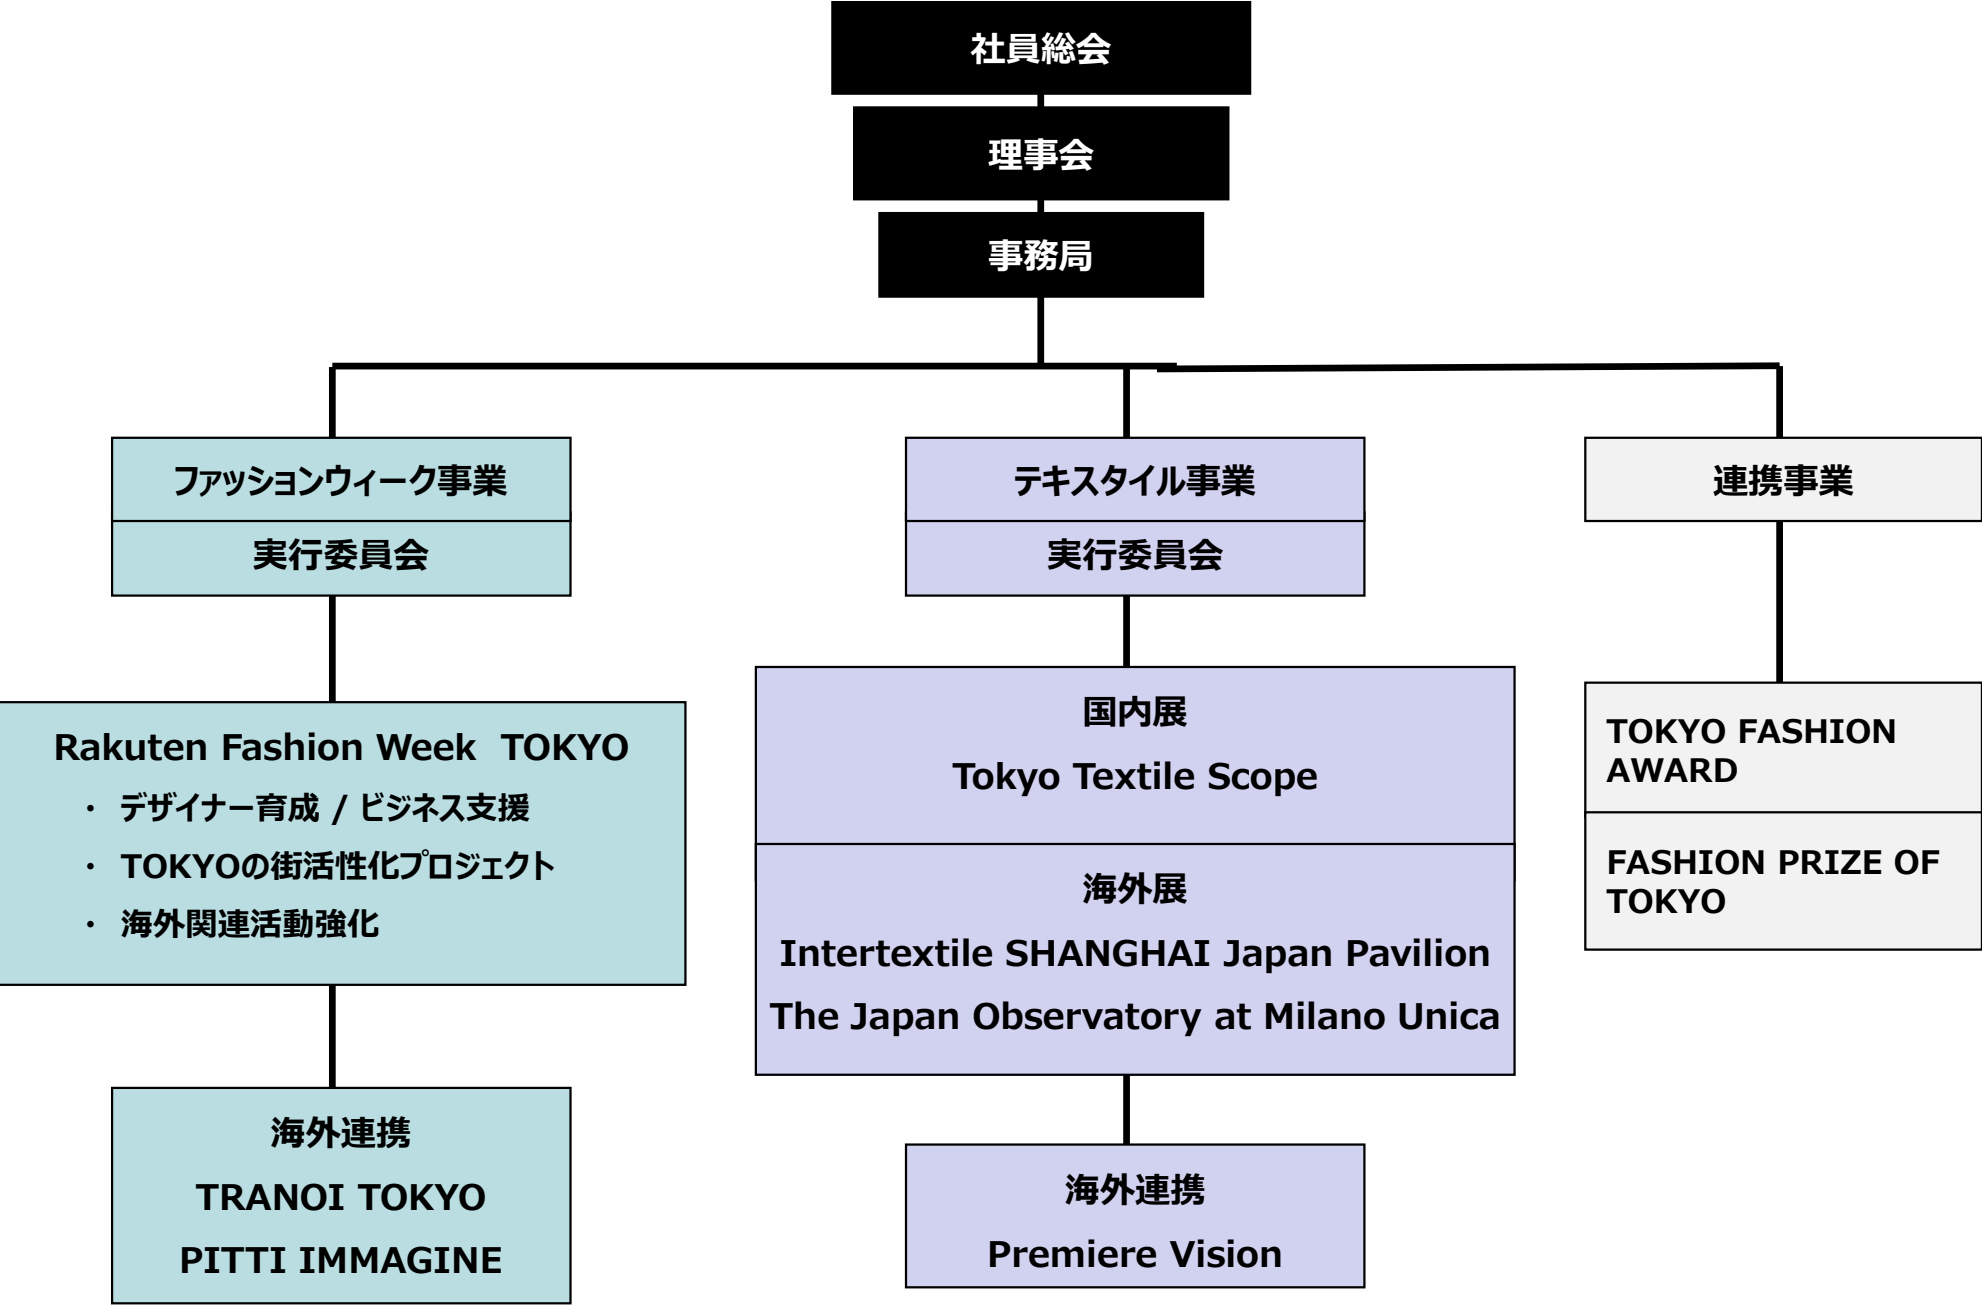 社員総会
理事会
事務局
ファッションウィーク事業
実行委員会
Rakuten Fashion Week TOKYO
・ デザイナー育成 / ビジネス支援
・ TOKYOの街活性化プロジェクト
・ 海外関連活動強化
海外連携
TRANOI TOKYO
PITTI IMMAGINE
テキスタイル事業
実行委員会
国内展
Tokyo Textile Scope
海外展
Intertextile SHANGHAI Japan Pavilion
The Japan Observatory at Milano Unica
海外連携
Premiere Vision
連携事業
TOKYO FASHION
AWARD
FASHION PRIZE OF
TOKYO